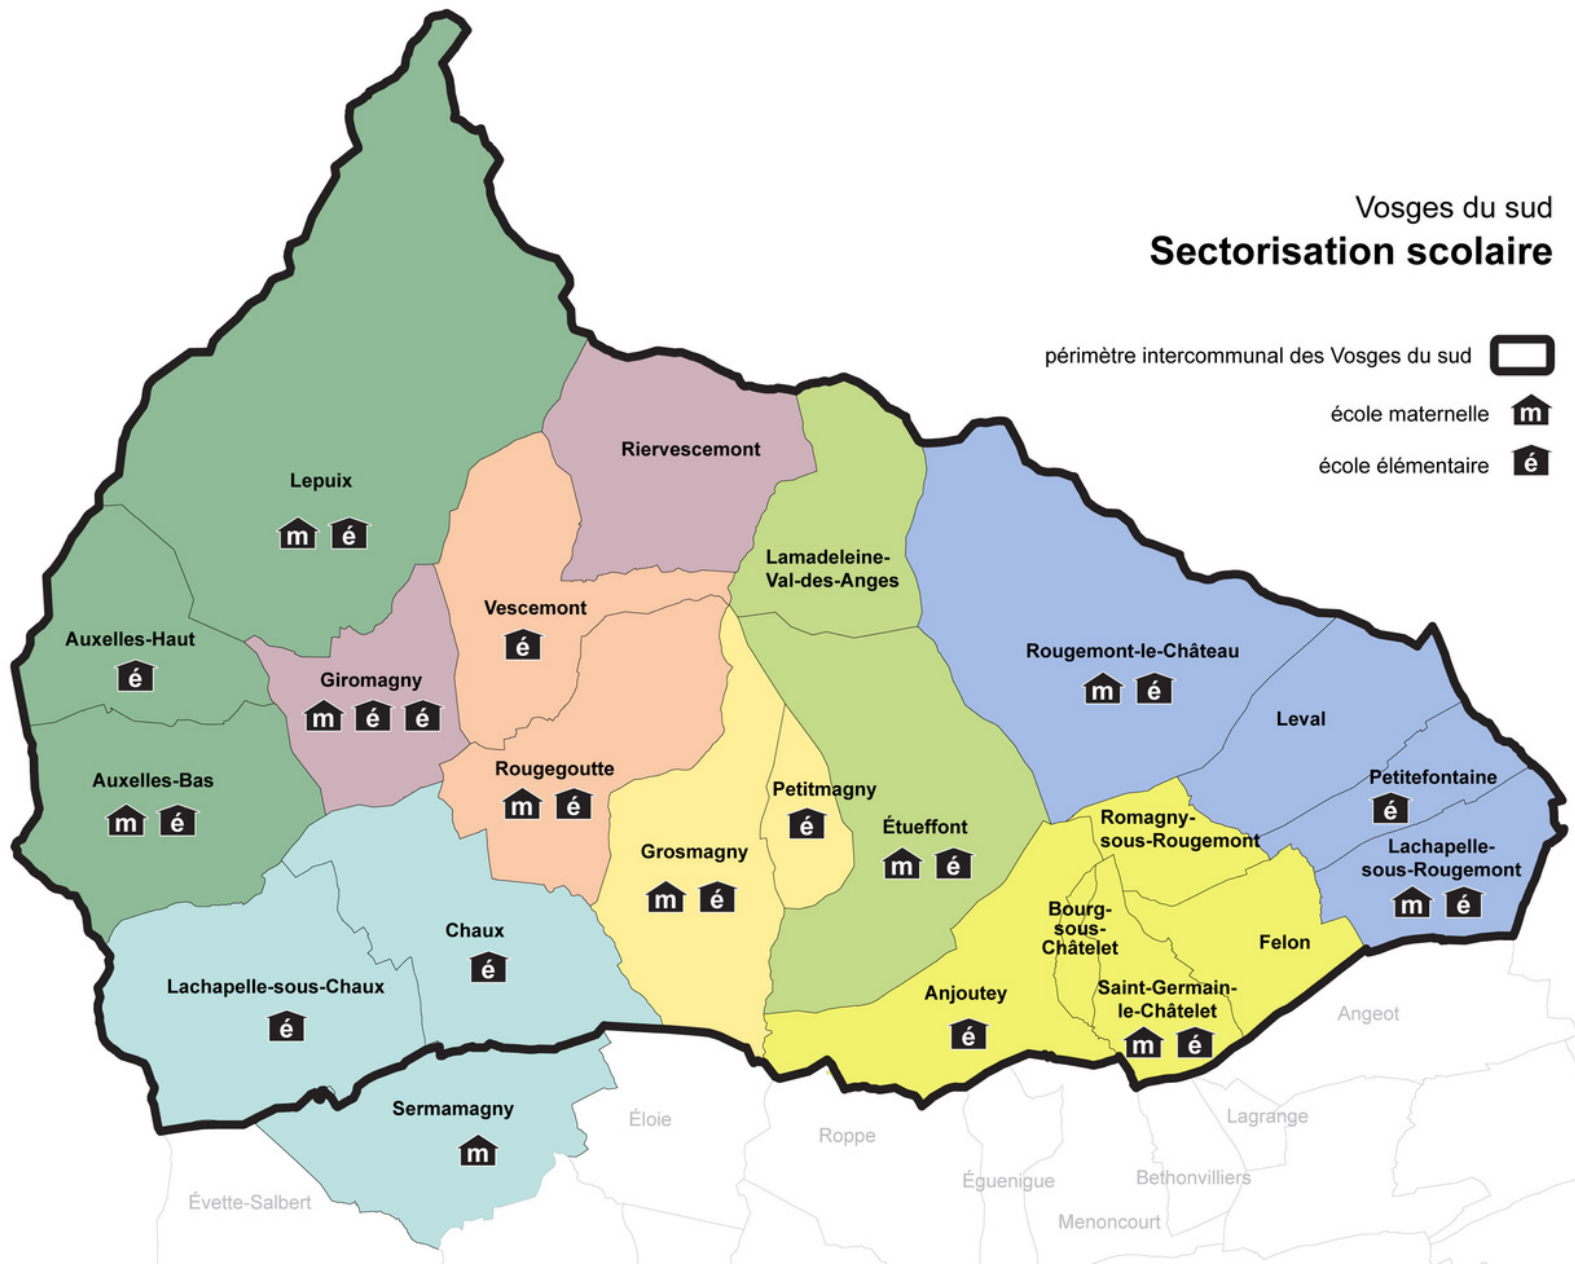 Vosges du sud
Sectorisation scolaire
périmètre intercommunal des Vosges du sud
école maternelle m
école élémentaire é
Riervescemont
Lepuix
m é
Lamadeleine-
Val-des-Anges
Vescemont
é
Auxelles-Haut
é
Rougemont-le-Château
m é
Giromagny
m é é
Leval
Auxelles-Bas
m é
Rougegoutte
m é
Petitmagny
é
Petitefontaine
é
Étueffont
m é
Romagny-
sous-Rougemont
Grosmagny
m é
Lachapelle-
sous-Rougemont
m é
Bourg-
sous-
Châtelet
Chaux
é
Felon
Lachapelle-sous-Chaux
é
Anjoutey
é
Saint-Germain-
le-Châtelet
m é
Angeot
Sermamagny
m
Éloie
Roppe
Lagrange
Éguenigue
Bethonvilliers
Évette-Salbert
Menoncourt